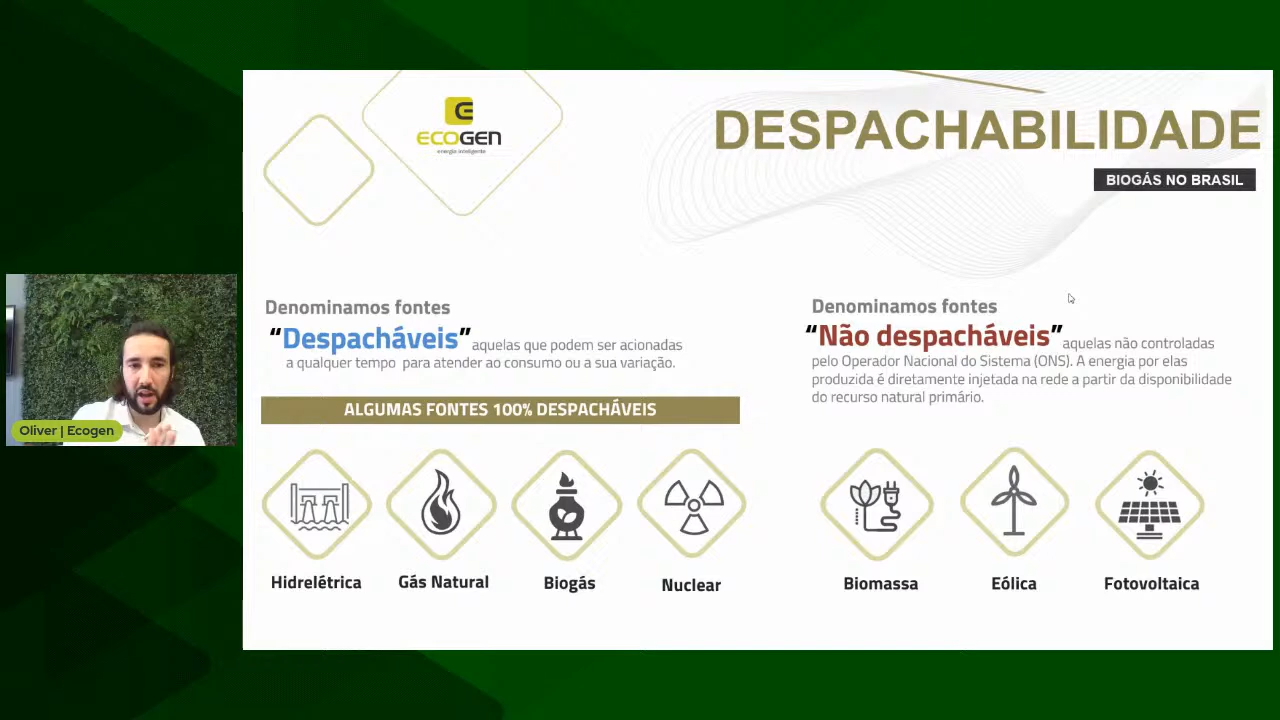 ECOGEN
energia inteligente
DESPACHABILIDADE
BIOGÁS NO BRASIL
Denominamos fontes
“Despacháveis” aquelas que podem ser acionadas
a qualquer tempo para atender ao consumo ou a sua variação.
ALGUMAS FONTES 100% DESPACHÁVEIS
Hidrelétrica
Gás Natural
Biogás
Nuclear
Denominamos fontes
“Não despacháveis” aquelas não controladas
pelo Operador Nacional do Sistema (ONS). A energia por elas
produzida é diretamente injetada na rede a partir da disponibilidade
do recurso natural primário.
Biomassa
Eólica
Fotovoltaica
Oliver | Ecogen